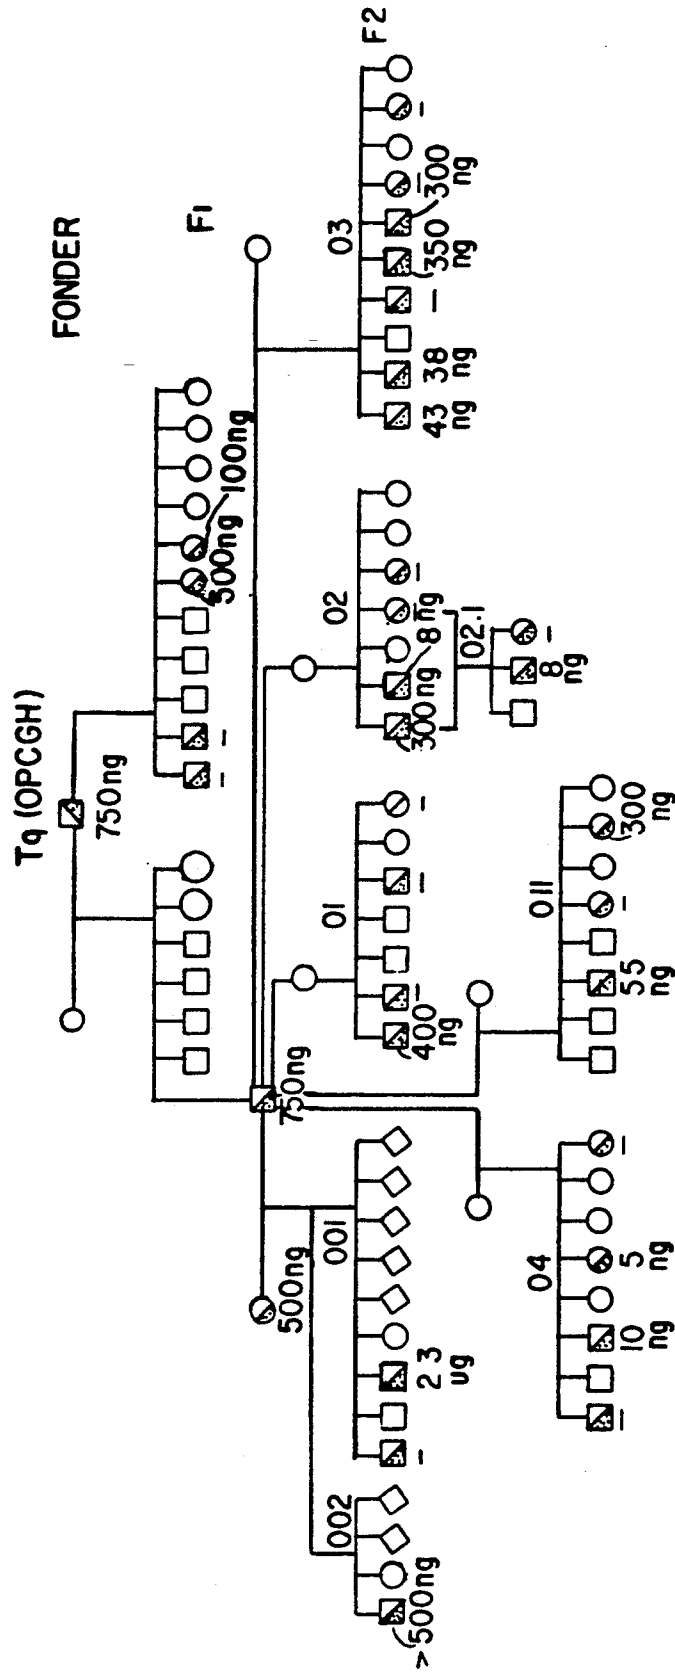 Tq (OPCGH)
FONDER
750ng
F1
– – 500ng 100ng
500ng
750ng
002 001 01 02 03 F2
>500ng
– 2.3
ug
400
ng
– – –
300ng 8ng – –
43
ng
38
ng
– 350
ng
– 300
ng
–
02.1
– 8
ng
04 011
– 10
ng
5
ng
–
55
ng
– 300
ng